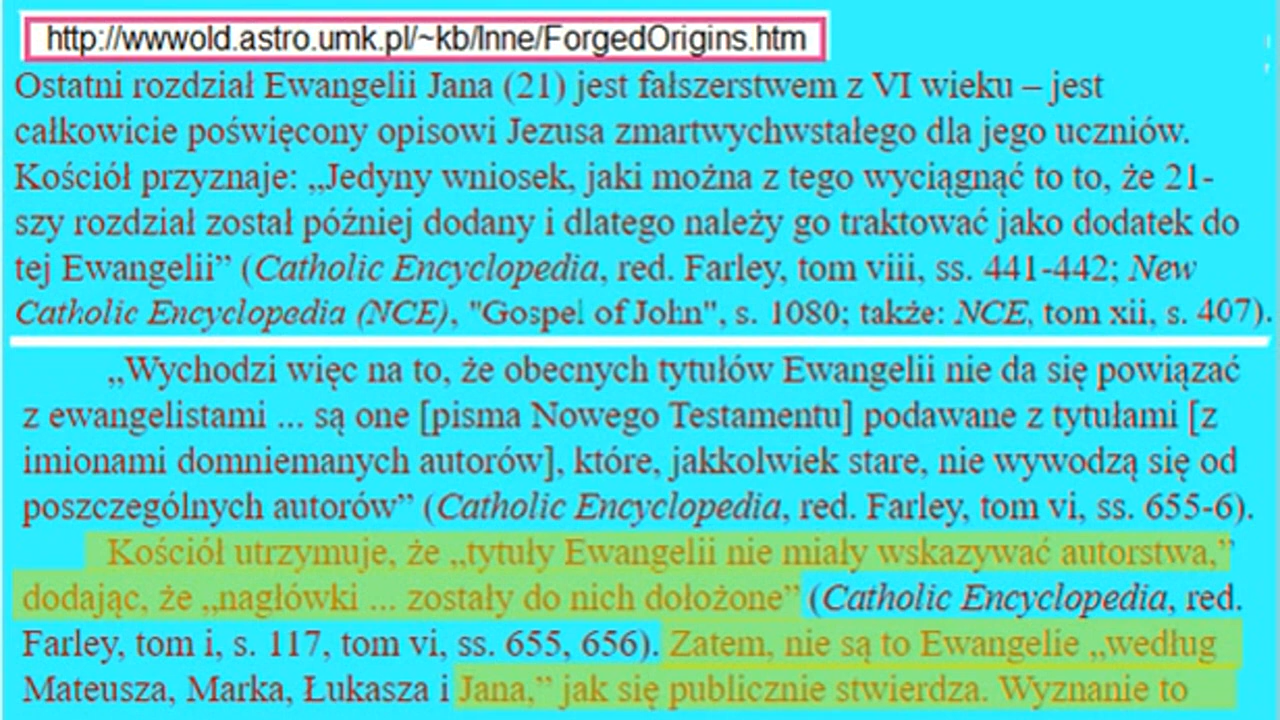 http://wwwold.astro.umk.pl/~kb/Inne/ForgedOrigins.htm
Ostatni rozdział Ewangelii Jana (21) jest fałszerstwem z VI wieku – jest
całkowicie poświęcony opisowi Jezusa zmartwychwstałego dla jego uczniów.
Kościół przyznaje: „Jedyny wniosek, jaki można z tego wyciągnąć to to, że 21-
szy rozdział został później dodany i dlatego należy go traktować jako dodatek do
tej Ewangelii” (Catholic Encyclopedia, red. Farley, tom viii, ss. 441-442; New
Catholic Encyclopedia (NCE), "Gospel of John", s. 1080; także: NCE, tom xii, s. 407).
„Wychodzi więc na to, że obecnych tytułów Ewangelii nie da się powiązać
z ewangelistami ... są one [pisma Nowego Testamentu] podawane z tytułami [z
imionami domniemanych autorów], które, jakkolwiek stare, nie wywodzą się od
poszczególnych autorów” (Catholic Encyclopedia, red. Farley, tom vi, ss. 655-6).
Kościół utrzymuje, że „tytuły Ewangelii nie miały wskazywać autorstwa,”
dodając, że „nagłówki ... zostały do nich dołożone” (Catholic Encyclopedia, red.
Farley, tom i, s. 117, tom vi, ss. 655, 656). Zatem, nie są to Ewangelie „według
Mateusza, Marka, Łukasza i Jana,” jak się publicznie stwierdza. Wyznanie to